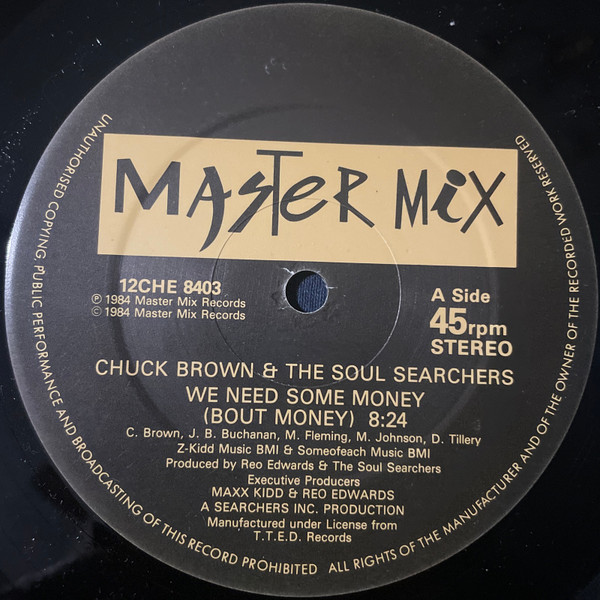 MASTER MIX
12CHE 8403
℗ 1984 Master Mix Records
© 1984 Master Mix Records
A Side
45rpm
STEREO
CHUCK BROWN & THE SOUL SEARCHERS
WE NEED SOME MONEY
(BOUT MONEY) 8:24
C. Brown, J. B. Buchanan, M. Fleming, M. Johnson, D. Tillery
Z-Kidd Music BMI & Someofeach Music BMI
Produced by Reo Edwards & The Soul Searchers
Executive Producers
MAXX KIDD & REO EDWARDS
A SEARCHERS INC. PRODUCTION
Manufactured under License from
T.T.E.D. Records
UNAUTHORISED COPYING PUBLIC PERFORMANCE AND BROADCASTING OF THIS RECORD PROHIBITED ALL RIGHTS OF THE MANUFACTURER AND OF THE OWNER OF THE RECORDED WORK RESERVED